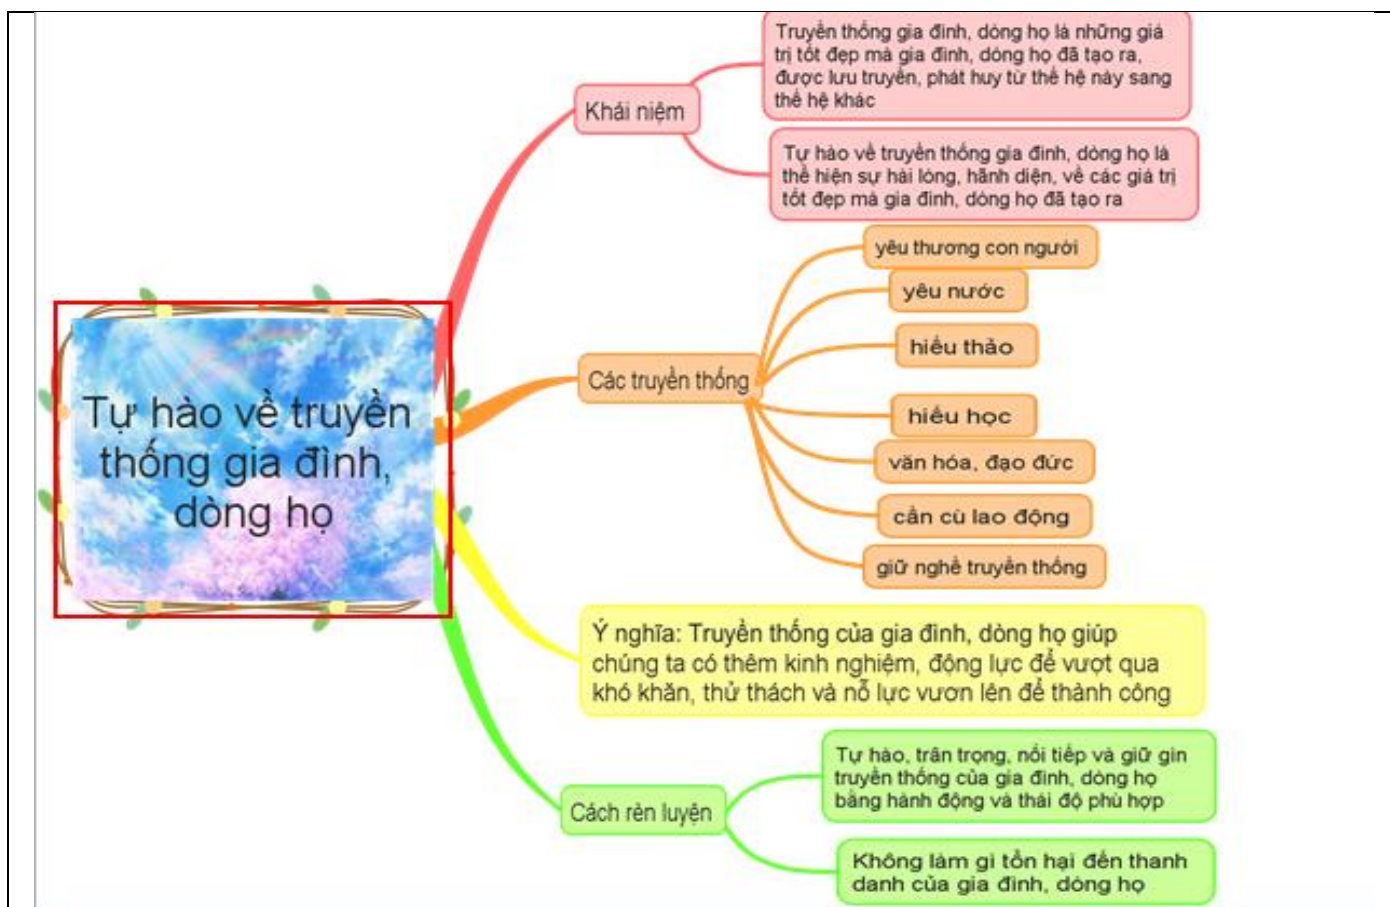 Tự hào về truyền
thống gia đình,
dòng họ
Khái niệm
Truyền thống gia đình, dòng họ là những giá
trị tốt đẹp mà gia đình, dòng họ đã tạo ra,
được lưu truyền, phát huy từ thế hệ này sang
thế hệ khác
Tự hào về truyền thống gia đình, dòng họ là
thể hiện sự hài lòng, hãnh diện, về các giá trị
tốt đẹp mà gia đình, dòng họ đã tạo ra
Các truyền thống
yêu thương con người
yêu nước
hiếu thảo
hiếu học
văn hóa, đạo đức
cần cù lao động
giữ nghề truyền thống
Ý nghĩa: Truyền thống của gia đình, dòng họ giúp
chúng ta có thêm kinh nghiệm, động lực để vượt qua
khó khăn, thử thách và nỗ lực vươn lên để thành công
Cách rèn luyện
Tự hào, trân trọng, nối tiếp và giữ gìn
truyền thống của gia đình, dòng họ
bằng hành động và thái độ phù hợp
Không làm gì tổn hại đến thanh
danh của gia đình, dòng họ